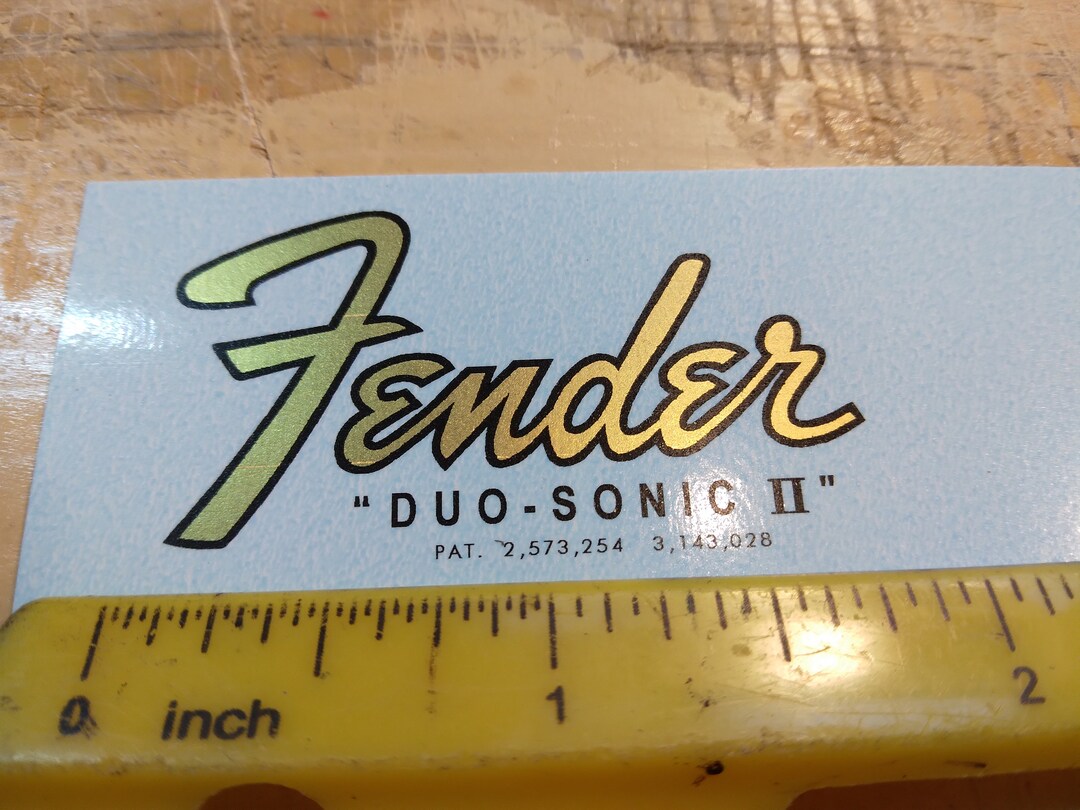 Fender
"DUO-SONIC II"
PAT. 2,573,254 3,143,028
0 inch 1 2